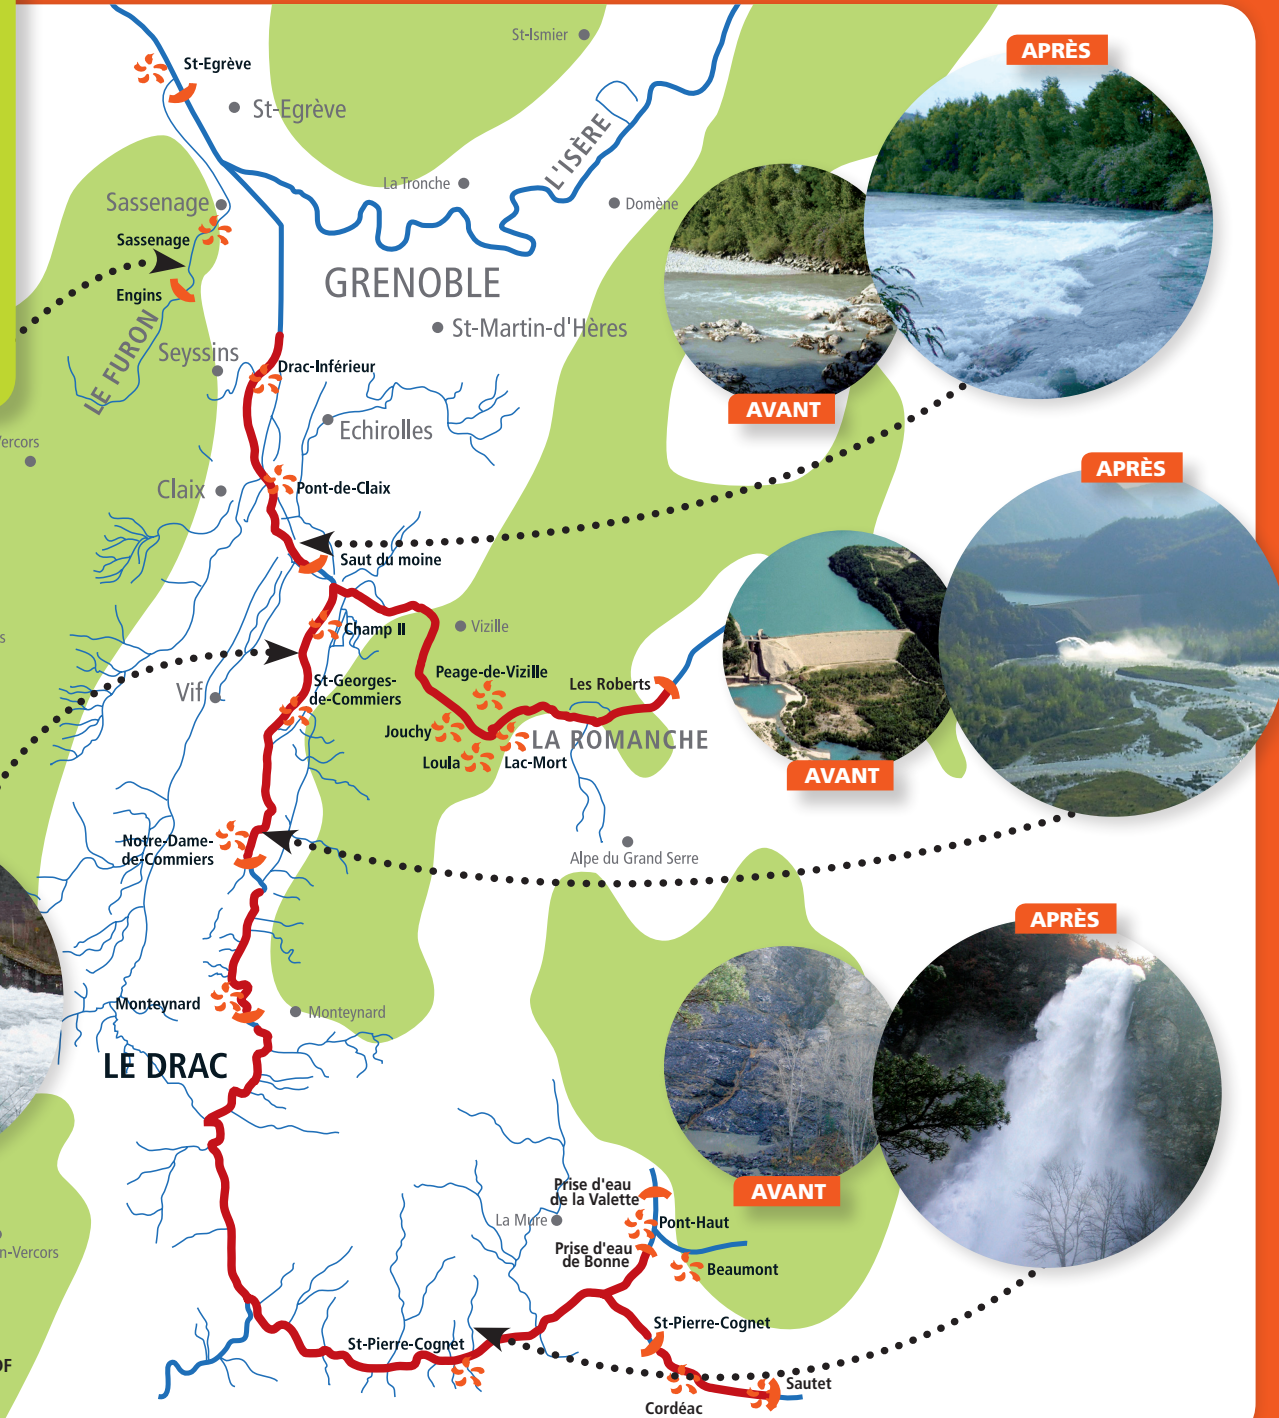 St-Ismier
APRÈS
St-Egrève
St-Egrève
L'ISÈRE
La Tronche
Sassenage
Domène
Sassenage
GRENOBLE
Engins
St-Martin-d'Hères
LE FURON
Seyssins
Drac-Inférieur
AVANT
Echirolles
ercors
APRÈS
Claix
Pont-de-Claix
Saut du moine
Champ II
Vizille
s
Peage-de-Vizille
St-Georges-
de-Commiers
Les Roberts
Vif
Jouchy
LA ROMANCHE
Loula
Lac-Mort
AVANT
Notre-Dame-
de-Commiers
Alpe du Grand Serre
APRÈS
Monteynard
Monteynard
LE DRAC
Prise d'eau
de la Valette
AVANT
La Mure
Pont-Haut
Prise d'eau
de Bonne
n-Vercors
Beaumont
St-Pierre-Cognet
St-Pierre-Cognet
DF
Sautet
Cordéac